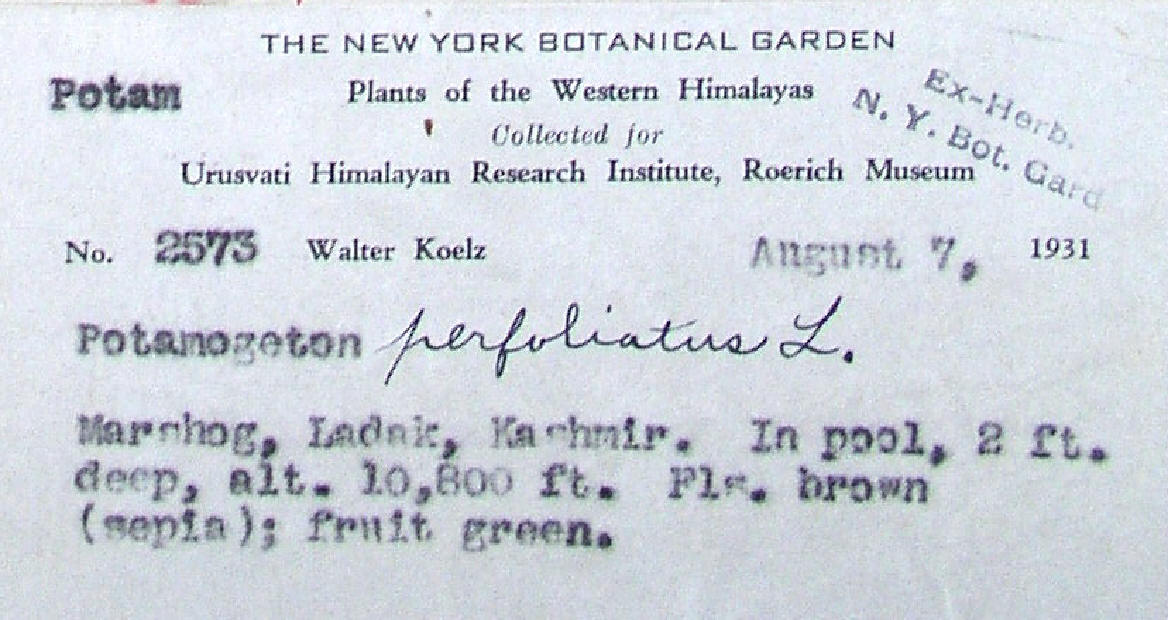 THE NEW YORK BOTANICAL GARDEN
Potam
Plants of the Western Himalayas
Ex-Herb.
N. Y. Bot. Gard
Collected for
Urusvati Himalayan Research Institute, Roerich Museum
No. 2573 Walter Koelz August 7, 1931
Potamogeton perfoliatus L.
Marshog, Ladak, Kashmir. In pool, 2 ft.
deep, alt. 10,800 ft. Fls. brown
(sepia); fruit green.